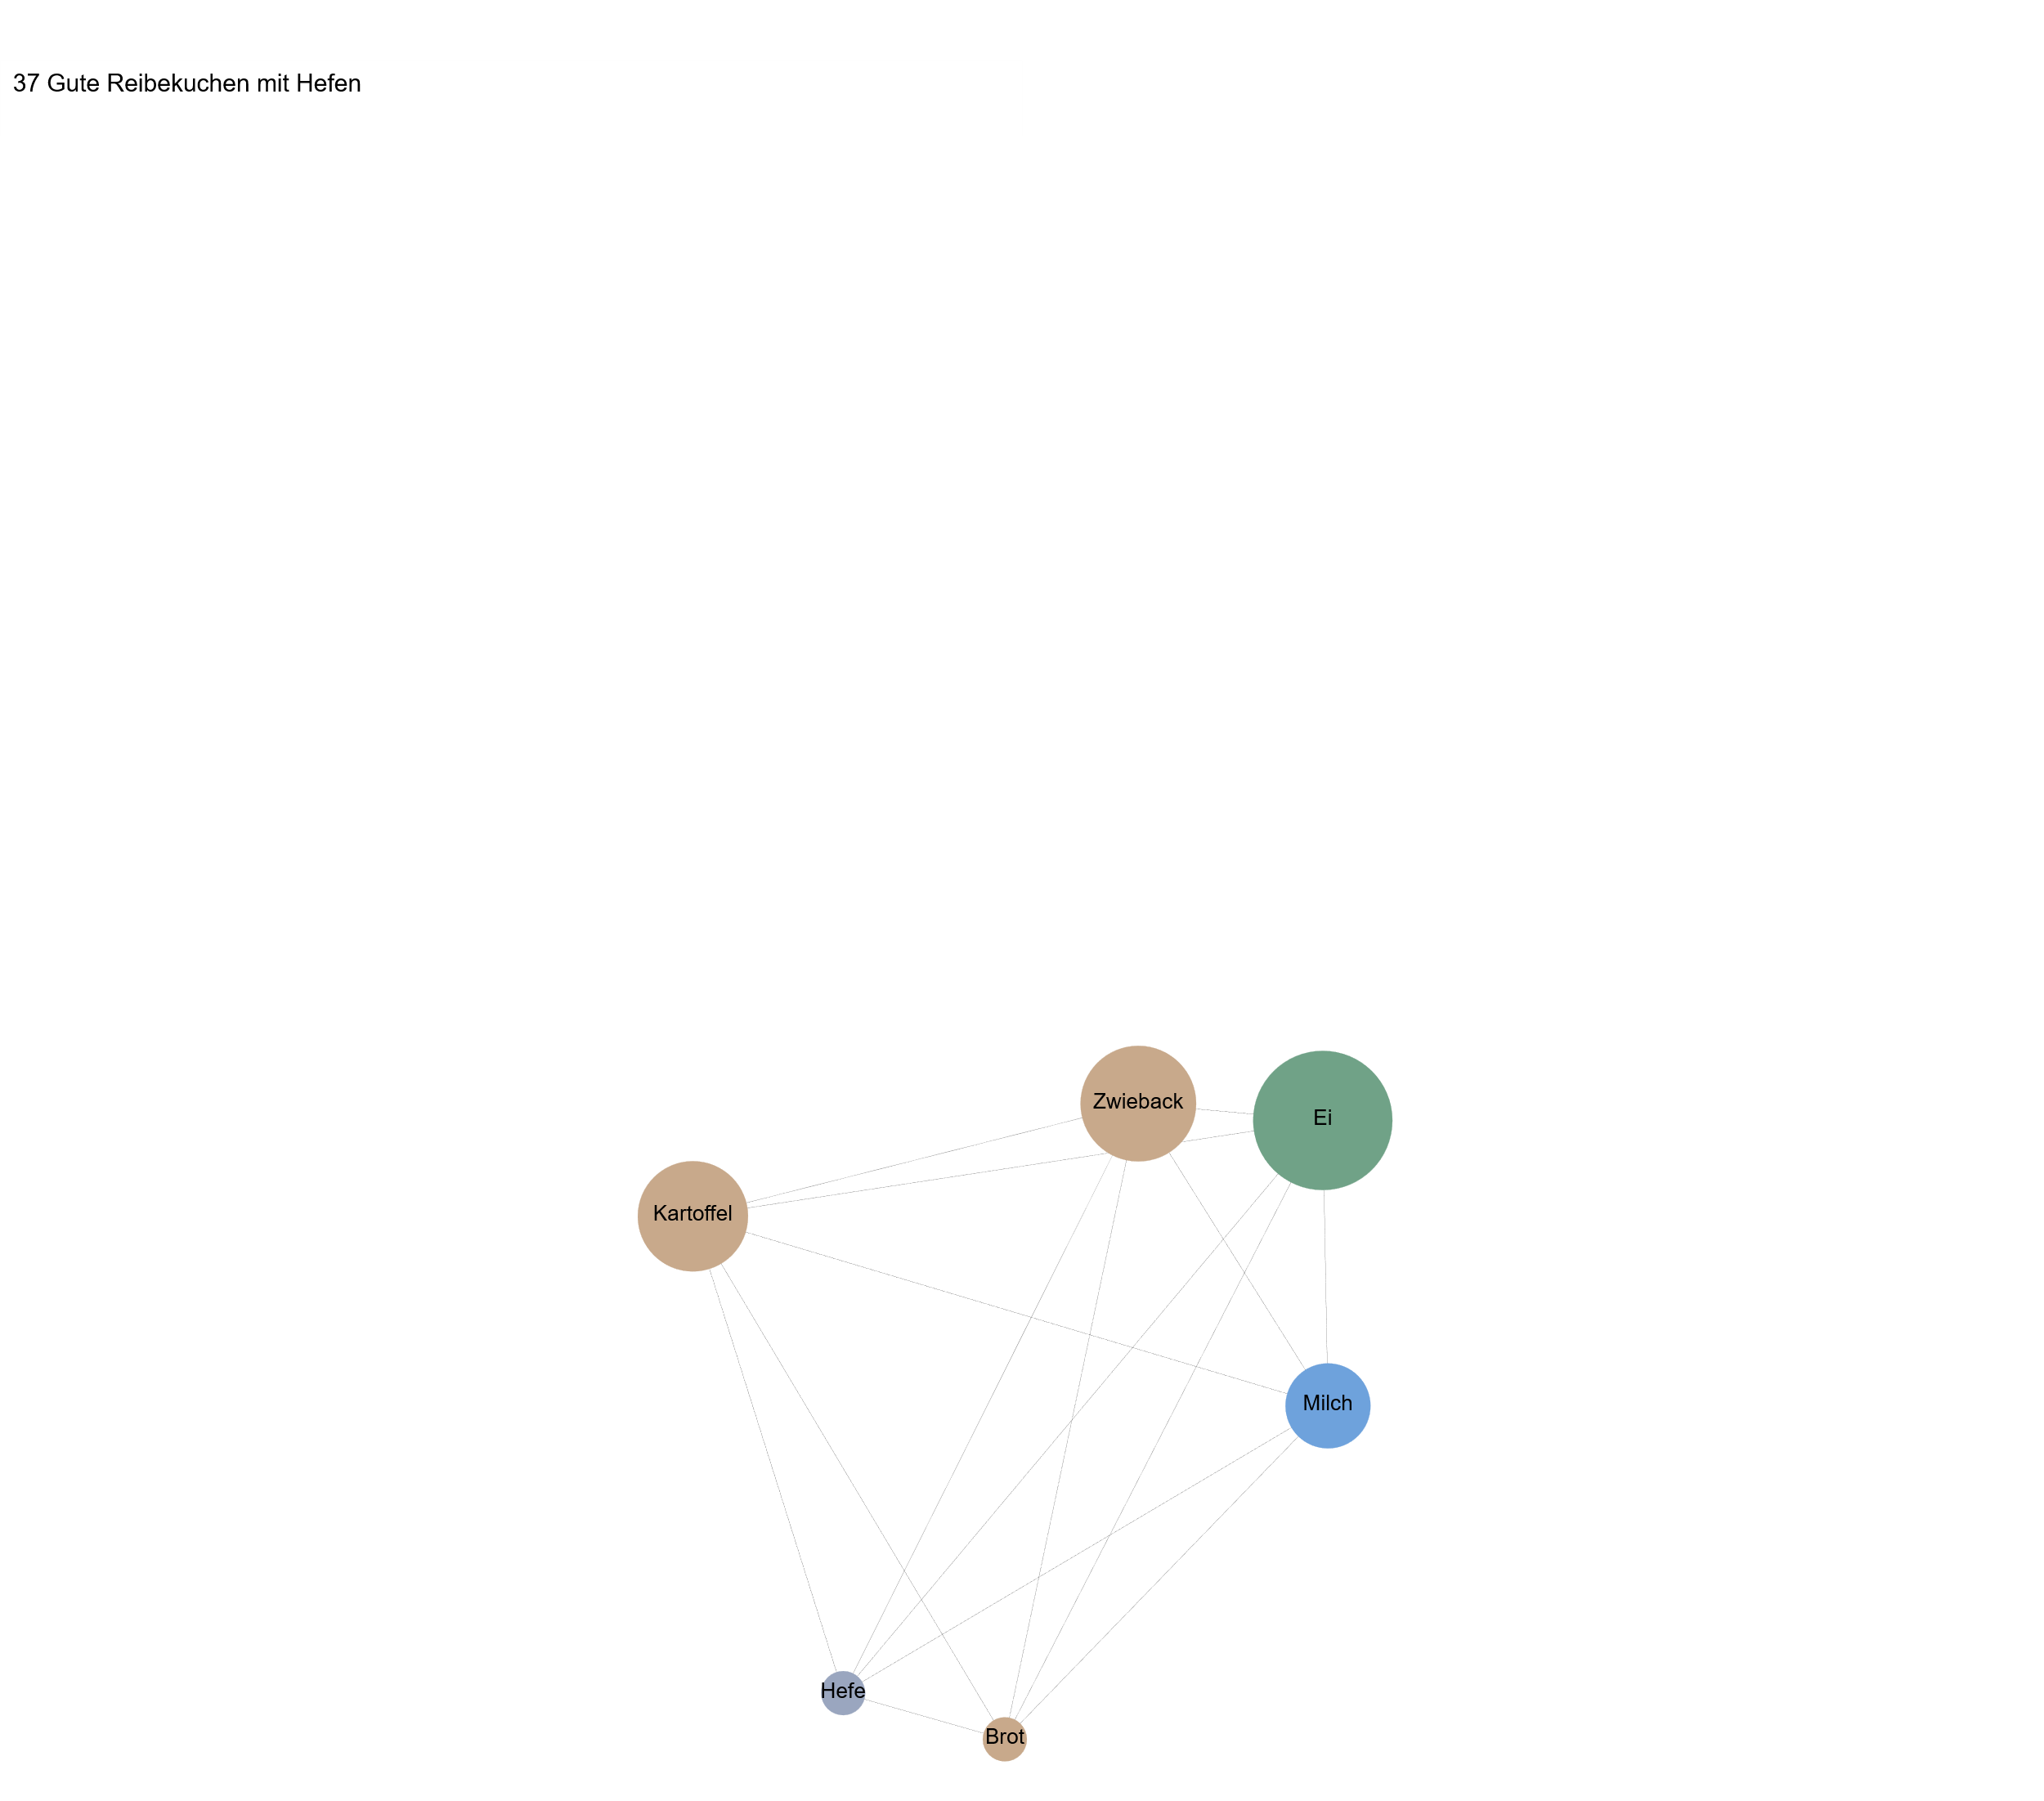 37 Gute Reibekuchen mit Hefen
Zwieback
Ei
Kartoffel
Milch
Hefe
Brot